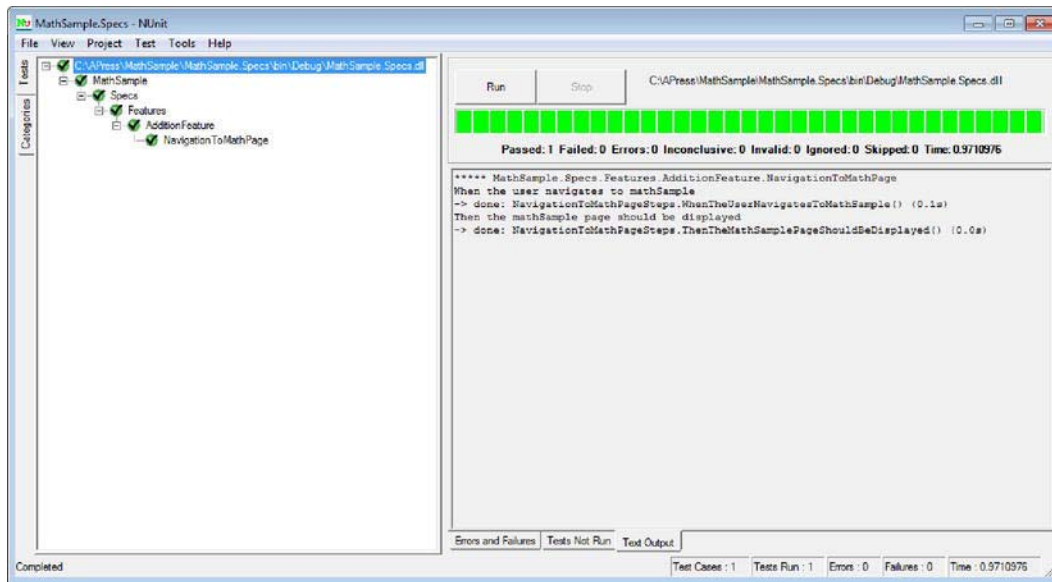 MathSample.Specs - NUnit
File View Project Test Tools Help
Tests
Categories
C:\APress\MathSample\MathSample.Specs\bin\Debug\MathSample.Specs.dl
MathSample
Specs
Features
AdditionFeature
NavigationToMathPage
Run
Stop
C:\APress\MathSample\MathSample.Specs\bin\Debug\MathSample.Specs.dll
Passed: 1 Failed: 0 Errors: 0 Inconclusive: 0 Invalid: 0 Ignored: 0 Skipped: 0 Time: 0.9710976
***** MathSample.Specs.Features.AdditionFeature.NavigationToMathPage
When the user navigates to mathSample
-> done: NavigationToMathPageSteps.WhenTheUserNavigatesToMathSample() (0.1s)
Then the mathSample page should be displayed
-> done: NavigationToMathPageSteps.ThenTheMathSamplePageShouldBeDisplayed() (0.0s)
Errors and Failures Tests Not Run Text Output
Completed
Test Cases : 1 Tests Run : 1 Errors : 0 Failures : 0 Time : 0.9710976